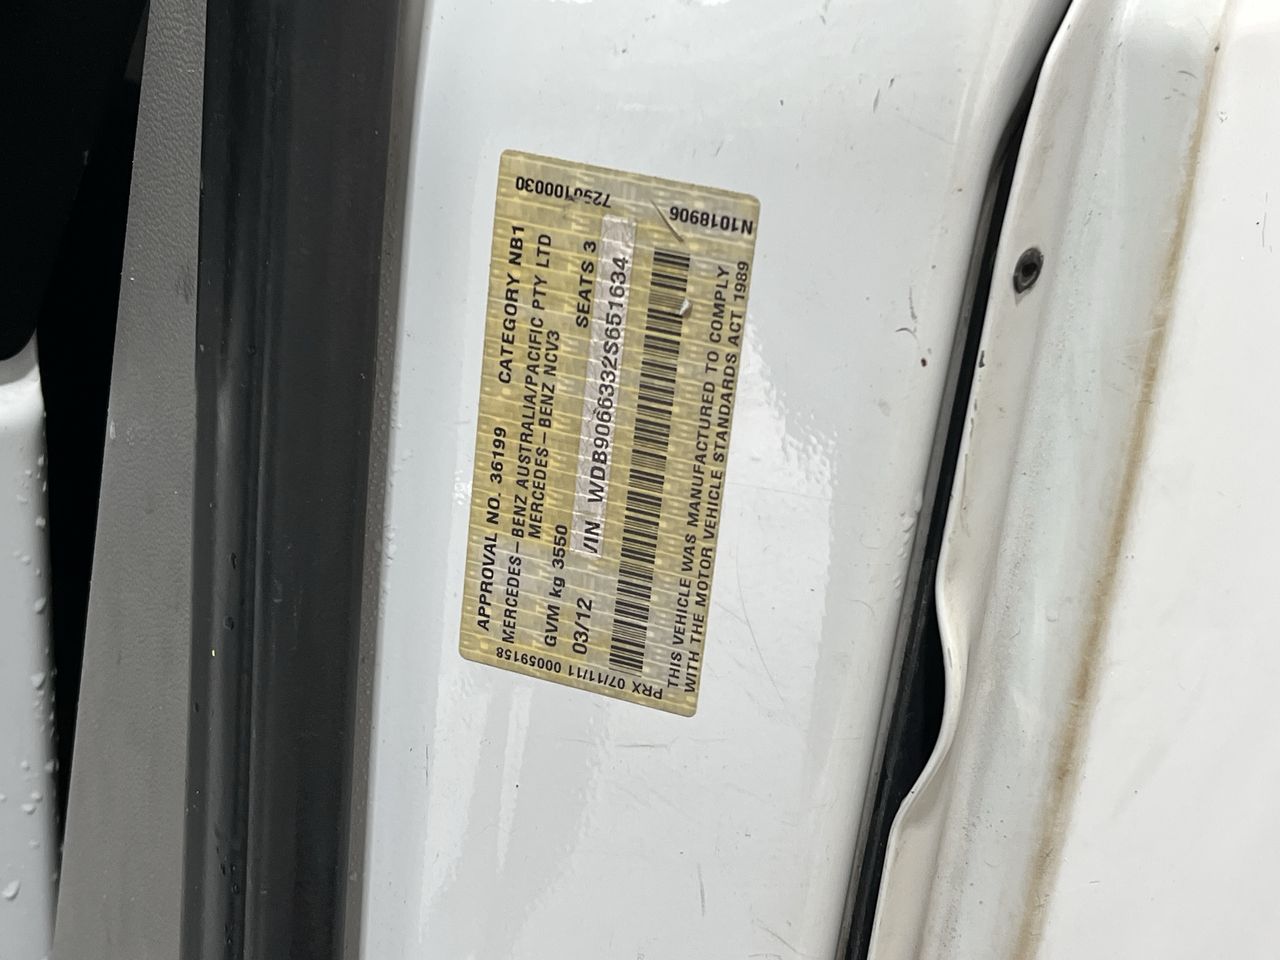 APPROVAL NO. 36199 CATEGORY NB1
MERCEDES-BENZ AUSTRALIA/PACIFIC PTY LTD
MERCEDES-BENZ NCV3
GVM kg 3550 SEATS 3
03/12 VIN WDB9066332S651634
THIS VEHICLE WAS MANUFACTURED TO COMPLY
WITH THE MOTOR VEHICLE STANDARDS ACT 1989
PRX 07/11/11 00059158
N1018906